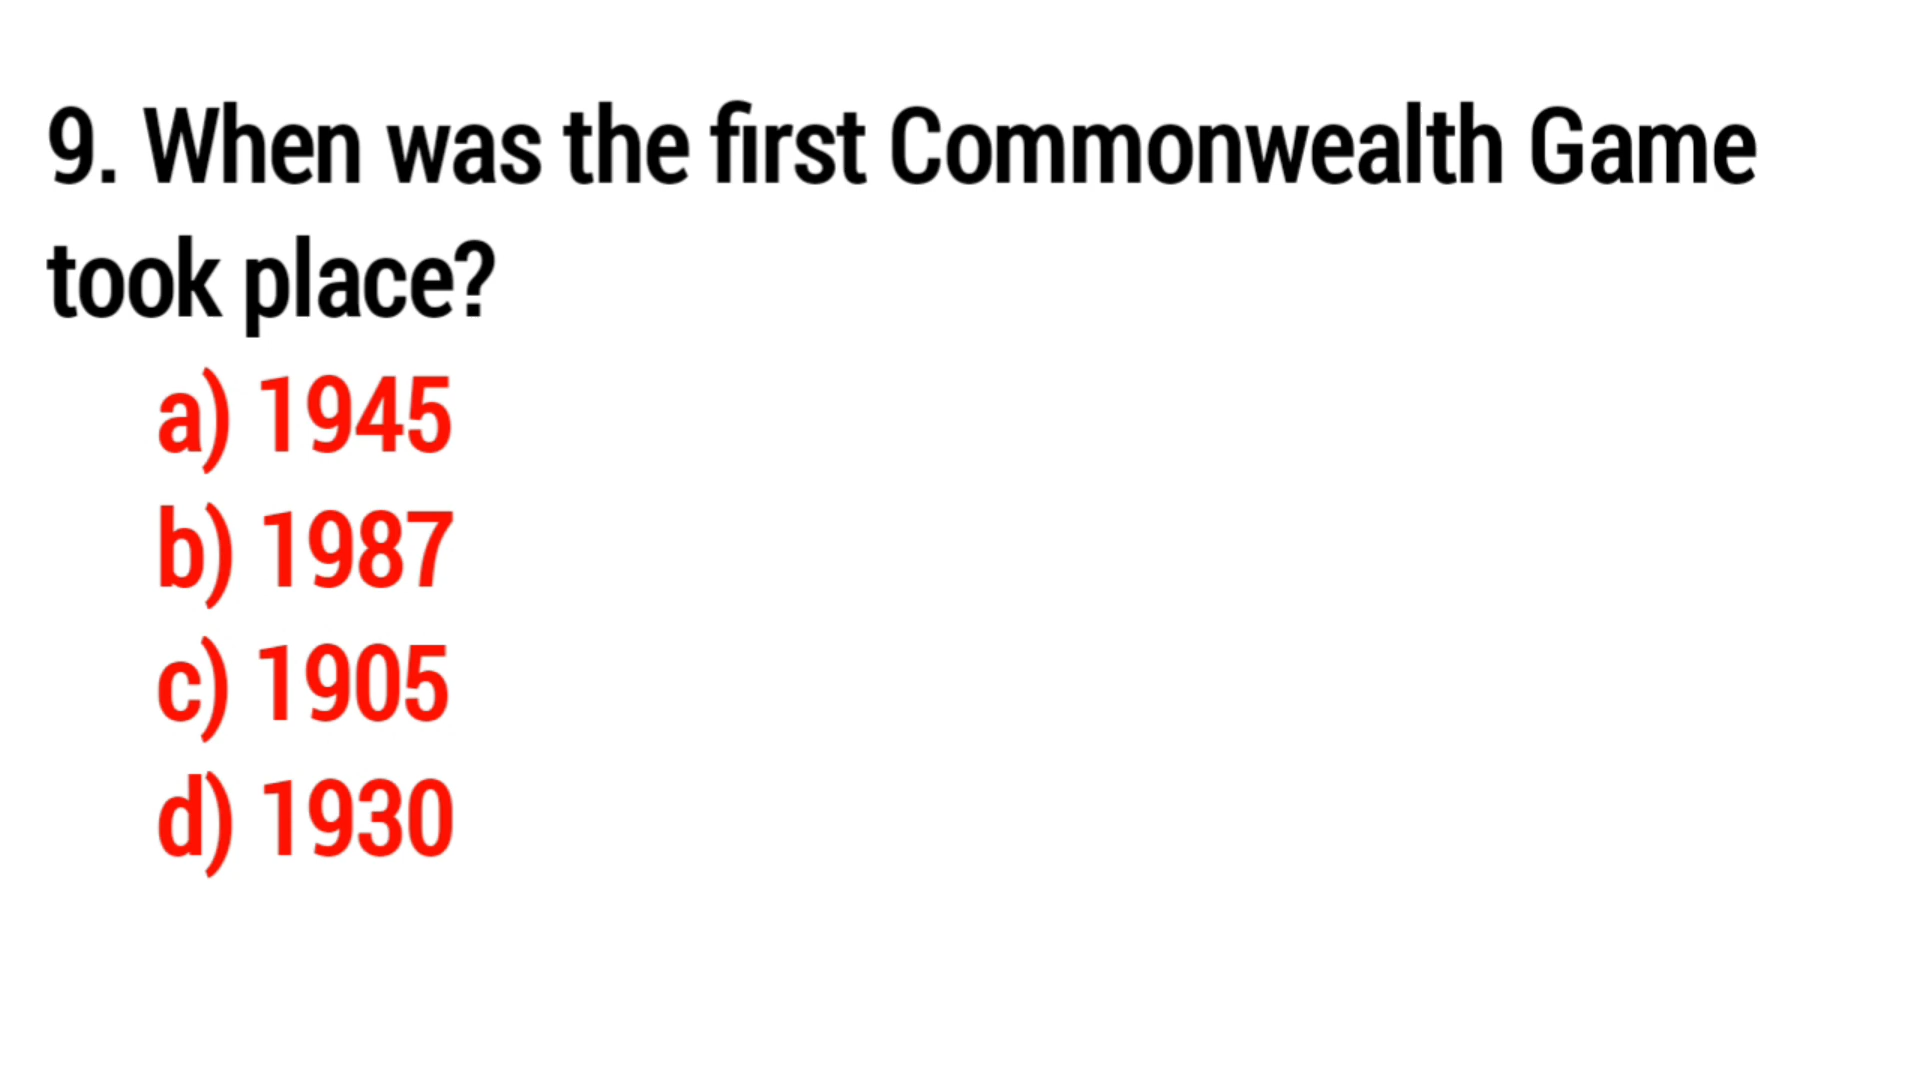 9. When was the first Commonwealth Game
took place?
a) 1945
b) 1987
c) 1905
d) 1930